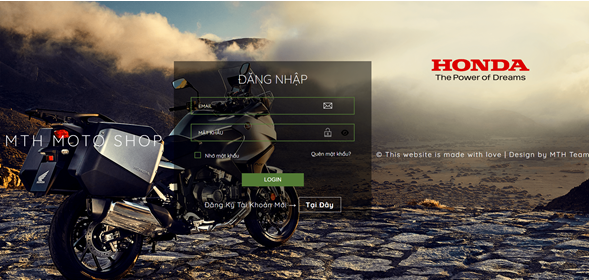 ĐĂNG NHẬP
HONDA
The Power of Dreams
EMAIL
MẬT KHẨU
MTH MOTO SHOP
Nhớ mật khẩu
Quên mật khẩu?
© This website is made with love | Design by MTH Team
LOGIN
Đăng Ký Tài Khoản Mới → Tại Đây